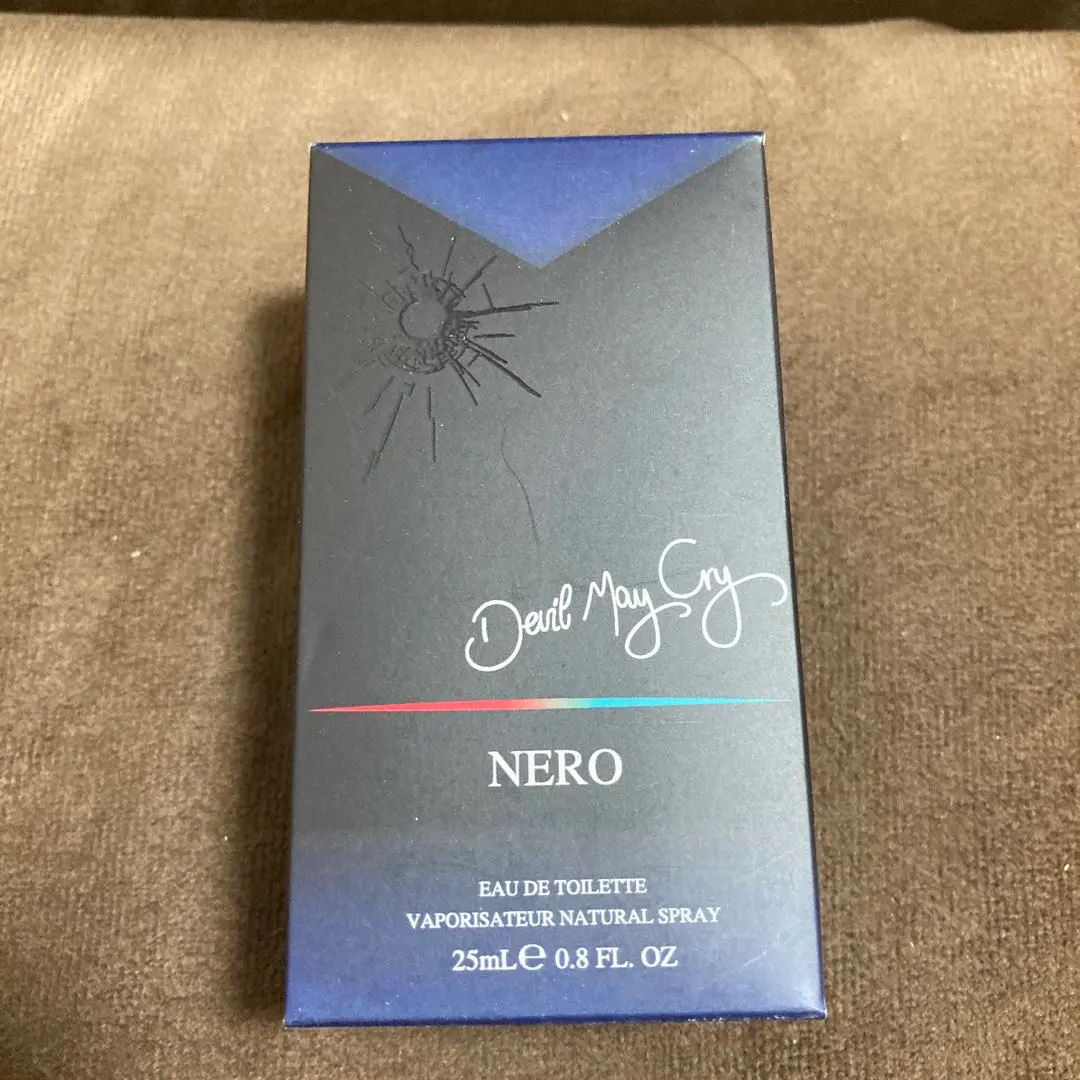 Devil May Cry
NERO
EAU DE TOILETTE
VAPORISATEUR NATURAL SPRAY
25mL℮ 0.8 FL. OZ